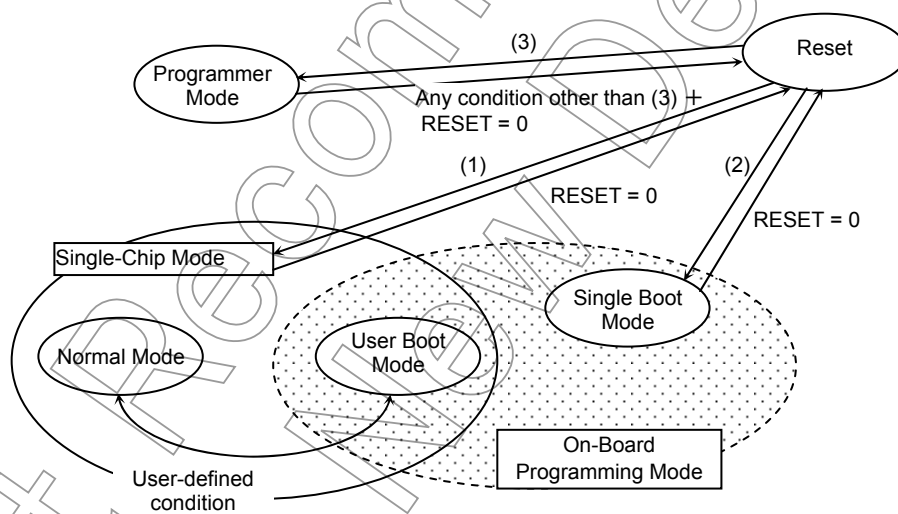 (3)
Reset
Programmer
Mode
Any condition other than (3) +
RESET = 0
(1)
(2)
RESET = 0
RESET = 0
Single-Chip Mode
Single Boot
Mode
Normal Mode
User Boot
Mode
On-Board
Programming Mode
User-defined
condition